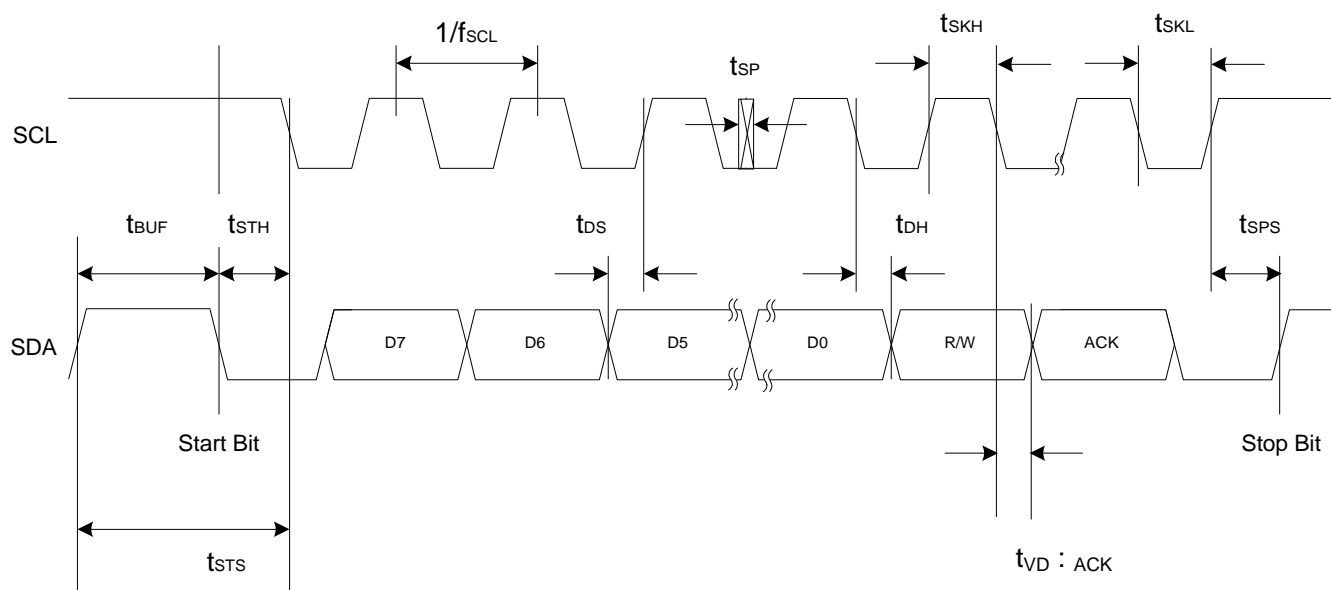 1/fSCL
tSKH
tSKL
tSP
SCL
tBUF
tSTH
tDS
tDH
tSPS
SDA
D7
D6
D5
D0
R/W
ACK
Start Bit
Stop Bit
tSTS
tVD : ACK